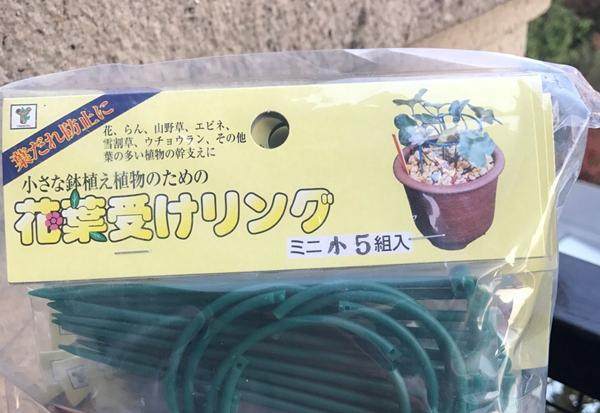 葉だれ防止に
花、らん、山野草、エビネ、
雪割草、ウチョウラン、その他
葉の多い植物の幹支えに
小さな鉢植え植物のための
花葉受けリング
ミニ小5組入